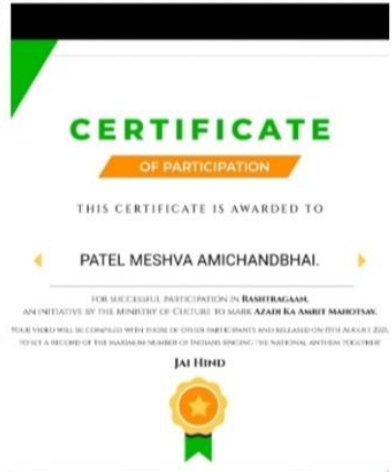 CERTIFICATE
OF PARTICIPATION
THIS CERTIFICATE IS AWARDED TO
PATEL MESHVA AMICHANDBHAI.
FOR SUCCESSFUL PARTICIPATION IN RASHTRAGAAN,
AN INITIATIVE BY THE MINISTRY OF CULTURE TO MARK AZADI KA AMRIT MAHOTSAV.
YOUR VIDEO WILL BE COMPILED WITH THOSE OF OTHER PARTICIPANTS AND RELEASED ON 15TH AUGUST 2021,
TO SET A RECORD OF THE MAXIMUM NUMBER OF INDIANS SINGING THE NATIONAL ANTHEM TOGETHER!
JAI HIND